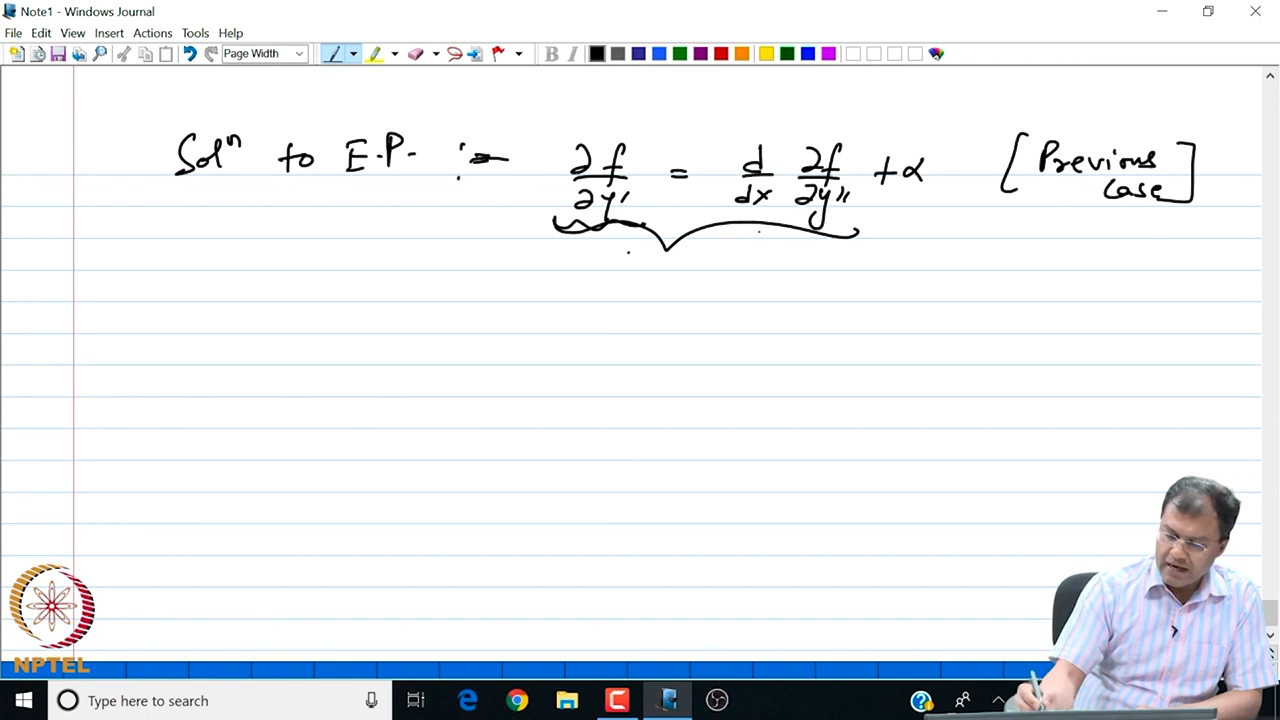 Note1 - Windows Journal
File Edit View Insert Actions Tools Help
Page Width
B I
Solⁿ to E.P. :- ∂f/∂y' = d/dx ∂f/∂y'' + α [Previous case]
NPTEL
Type here to search